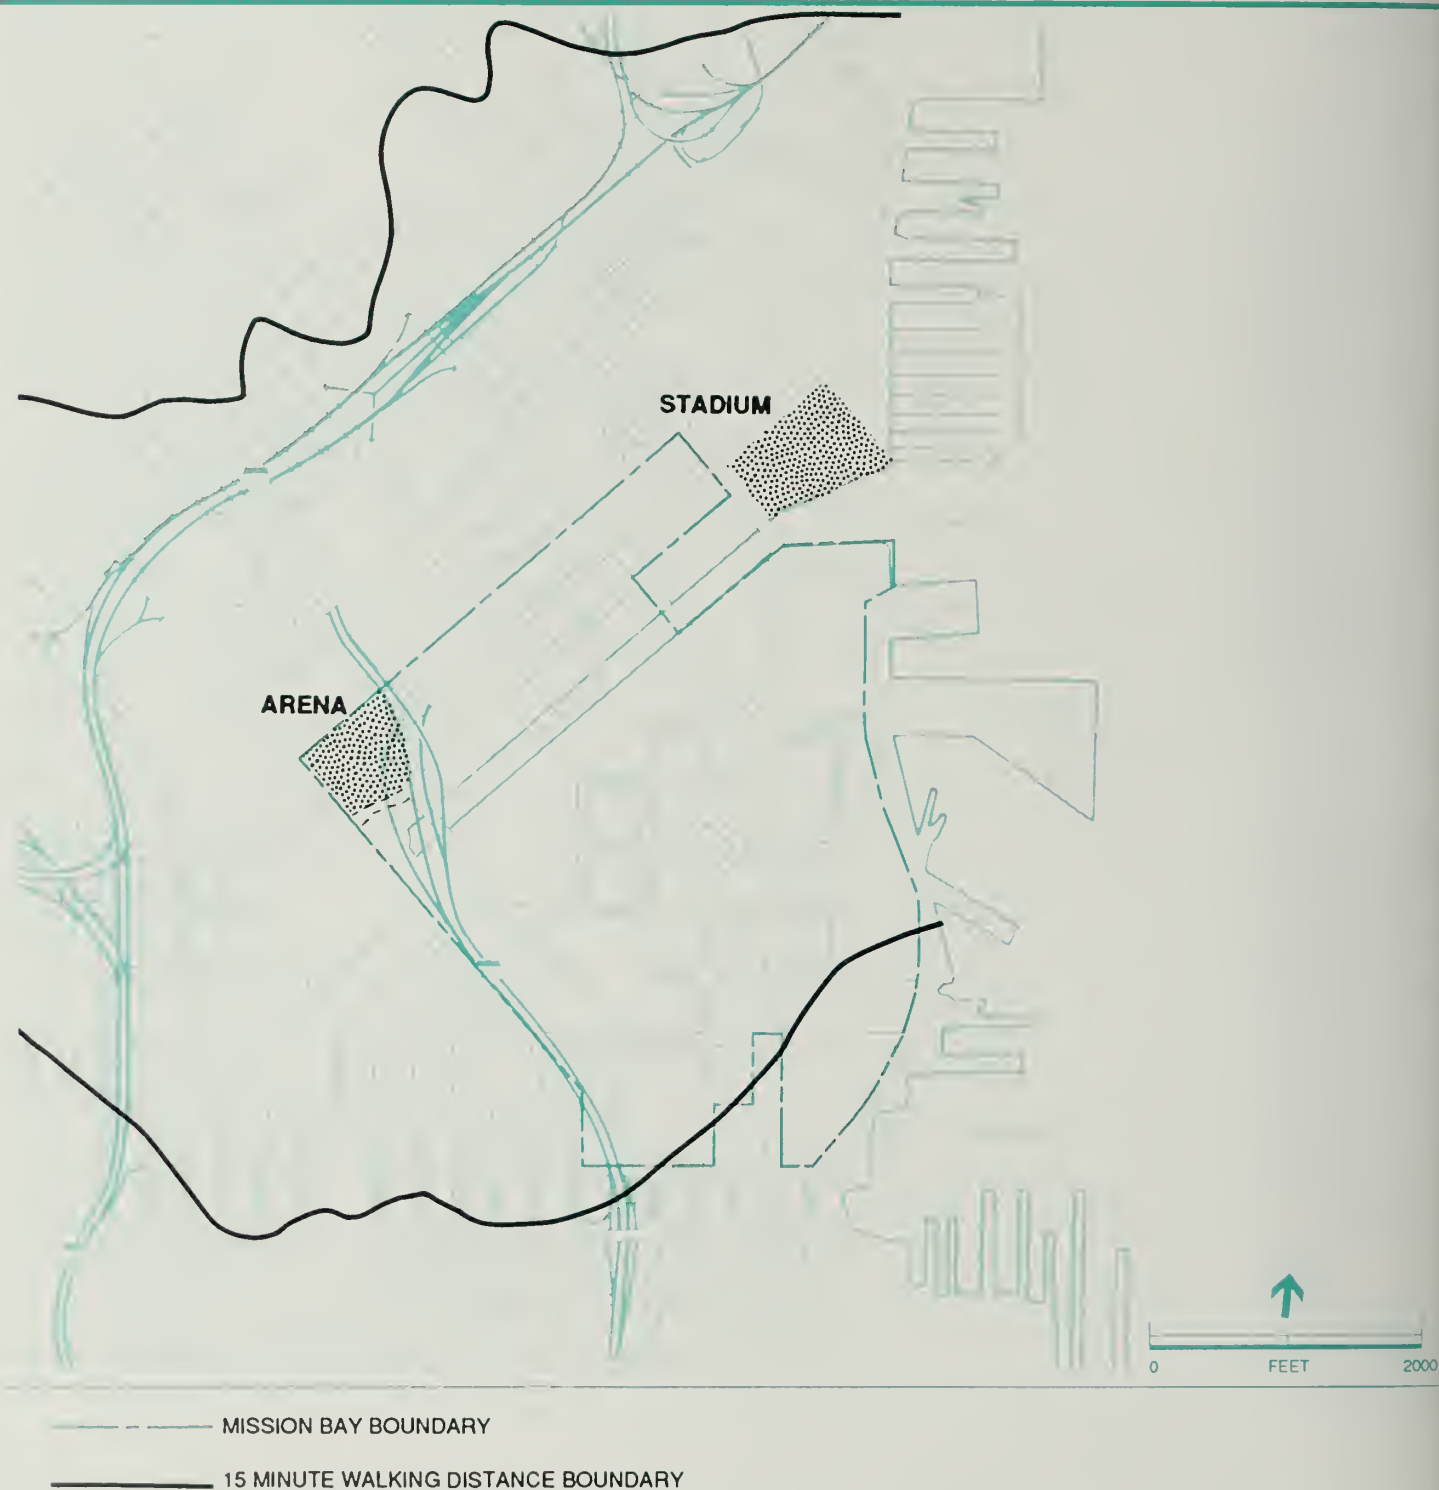 STADIUM
ARENA
0 FEET 2000
MISSION BAY BOUNDARY
15 MINUTE WALKING DISTANCE BOUNDARY